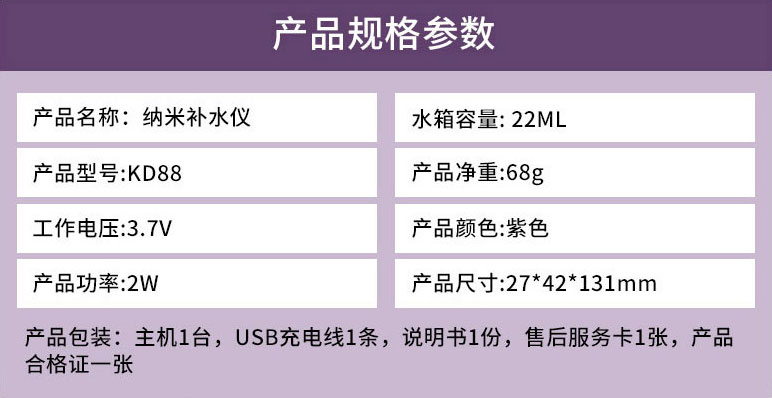 产品规格参数
产品名称：纳米补水仪
水箱容量: 22ML
产品型号:KD88
产品净重:68g
工作电压:3.7V
产品颜色:紫色
产品功率:2W
产品尺寸:27*42*131mm
产品包装：主机1台，USB充电线1条，说明书1份，售后服务卡1张，产品
合格证一张